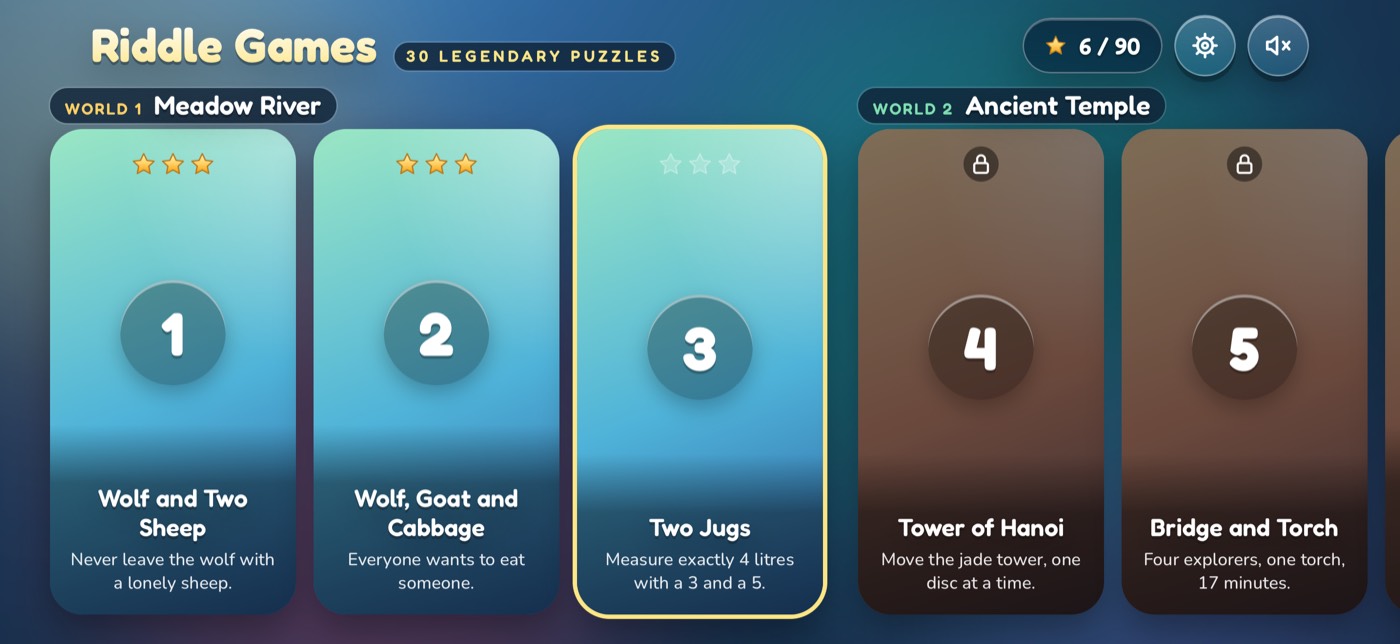 Riddle Games
30 LEGENDARY PUZZLES
6 / 90
WORLD 1 Meadow River
WORLD 2 Ancient Temple
1
Wolf and Two
Sheep
Never leave the wolf with
a lonely sheep.
2
Wolf, Goat and
Cabbage
Everyone wants to eat
someone.
3
Two Jugs
Measure exactly 4 litres
with a 3 and a 5.
4
Tower of Hanoi
Move the jade tower, one
disc at a time.
5
Bridge and Torch
Four explorers, one torch,
17 minutes.